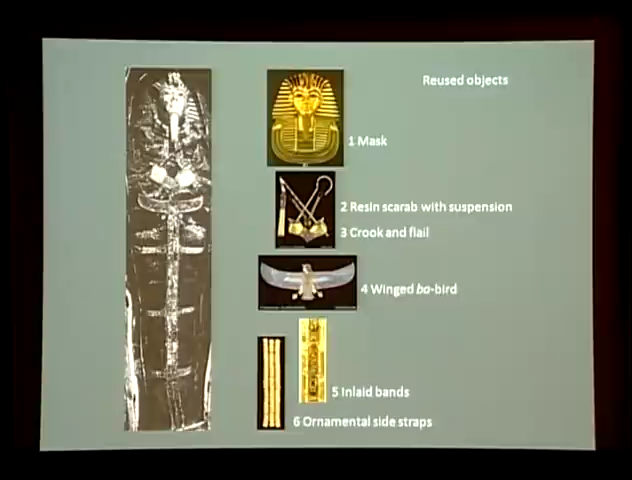 Reused objects
1 Mask
2 Resin scarab with suspension
3 Crook and flail
4 Winged ba-bird
5 Inlaid bands
6 Ornamental side straps